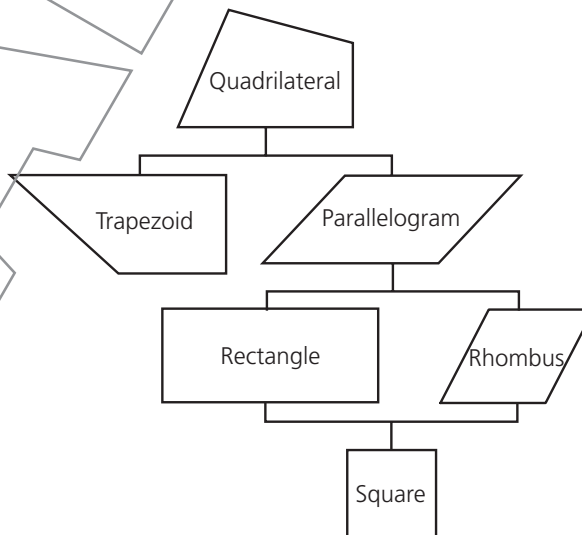 Quadrilateral
Trapezoid
Parallelogram
Rectangle
Rhombus
Square